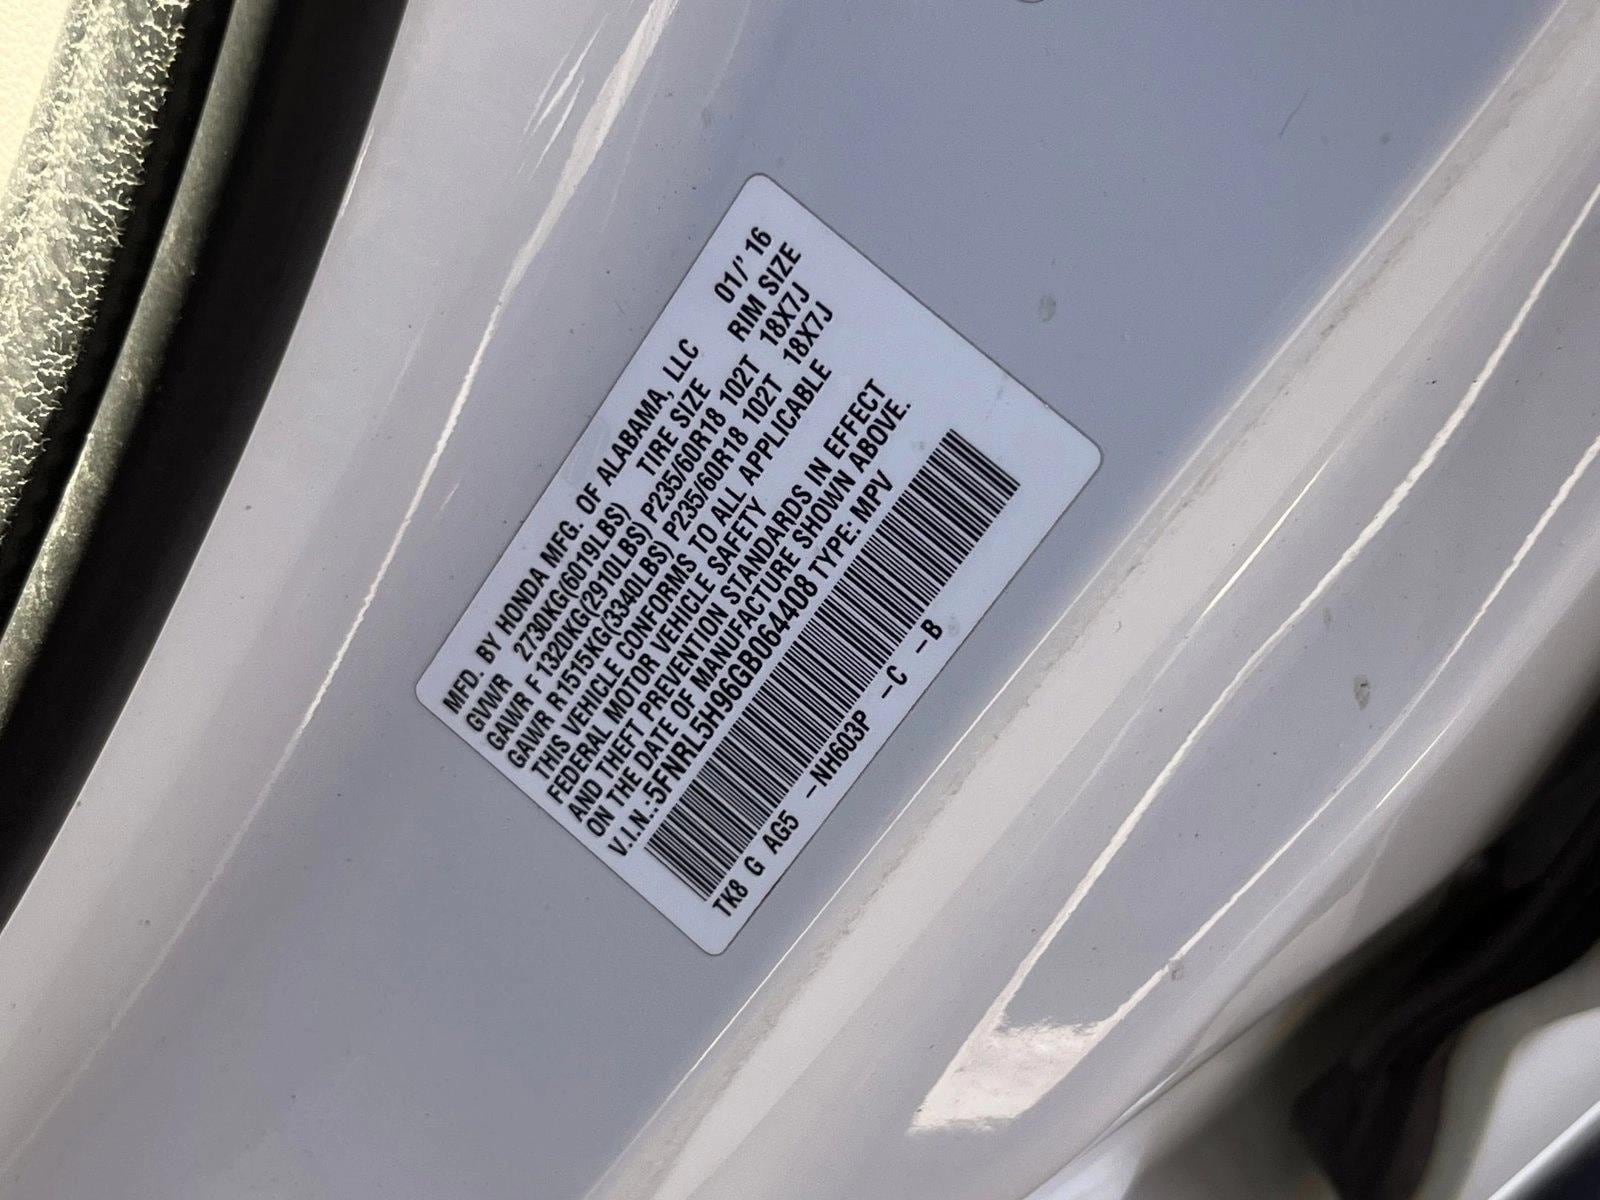 MFD. BY HONDA MFG. OF ALABAMA, LLC 01/'16
GVWR 2730KG(6019LBS) TIRE SIZE RIM SIZE
GAWR F 1320KG(2910LBS) P235/60R18 102T 18X7J
GAWR R1515KG(3340LBS) P235/60R18 102T 18X7J
THIS VEHICLE CONFORMS TO ALL APPLICABLE
FEDERAL MOTOR VEHICLE SAFETY
AND THEFT PREVENTION STANDARDS IN EFFECT
ON THE DATE OF MANUFACTURE SHOWN ABOVE.
V.I.N.:5FNRL5H96GB064408 TYPE: MPV
TK8 G AG5 -NH603P -C -B